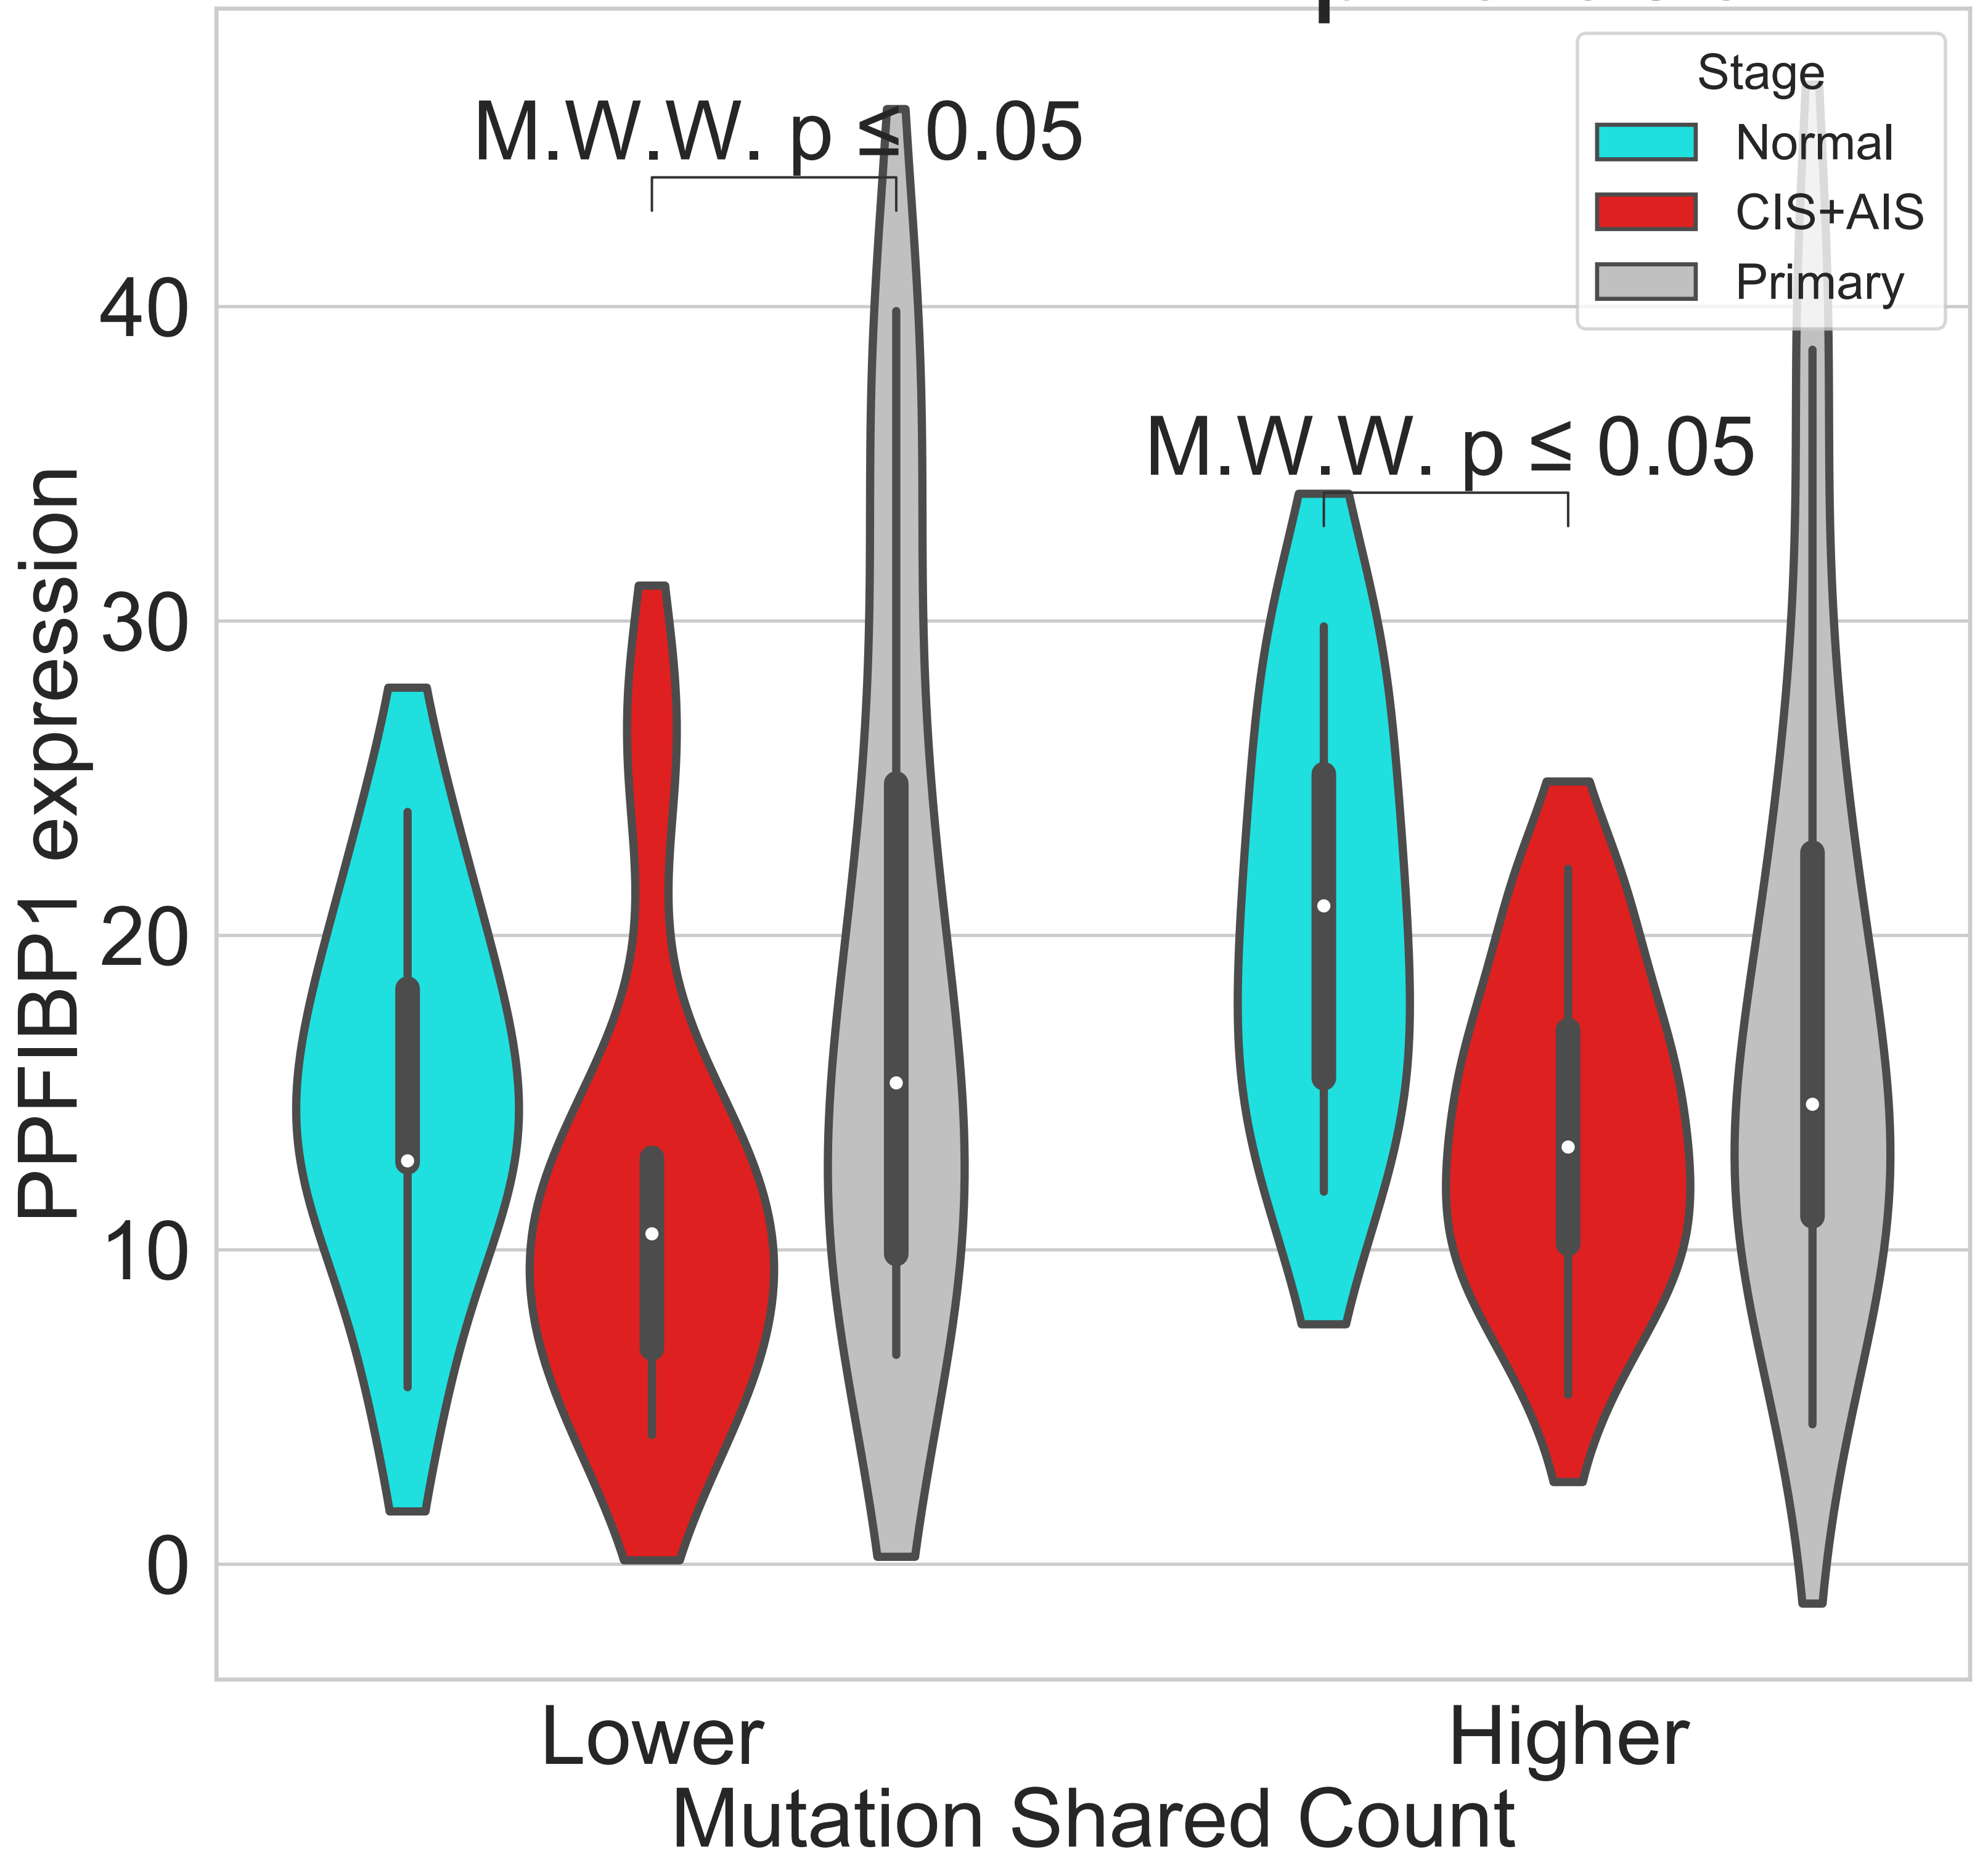 Stage
Normal
CIS+AIS
Primary
M.W.W. p ≤ 0.05
M.W.W. p ≤ 0.05
40
30
20
10
0
PPFIBP1 expression
Lower
Higher
Mutation Shared Count